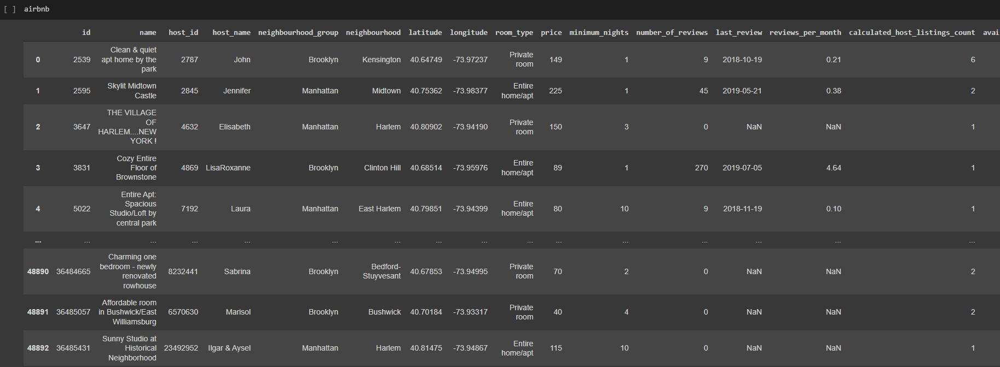 [ ] airbnb
id name host_id host_name neighbourhood_group neighbourhood latitude longitude room_type price minimum_nights number_of_reviews last_review reviews_per_month calculated_host_listings_count avai
0 2539 Clean & quiet apt home by the park 2787 John Brooklyn Kensington 40.64749 -73.97237 Private room 149 1 9 2018-10-19 0.21 6
1 2595 Skylit Midtown Castle 2845 Jennifer Manhattan Midtown 40.75362 -73.98377 Entire home/apt 225 1 45 2019-05-21 0.38 2
2 3647 THE VILLAGE OF HARLEM....NEW YORK ! 4632 Elisabeth Manhattan Harlem 40.80902 -73.94190 Private room 150 3 0 NaN NaN 1
3 3831 Cozy Entire Floor of Brownstone 4869 LisaRoxanne Brooklyn Clinton Hill 40.68514 -73.95976 Entire home/apt 89 1 270 2019-07-05 4.64 1
4 5022 Entire Apt: Spacious Studio/Loft by central park 7192 Laura Manhattan East Harlem 40.79851 -73.94399 Entire home/apt 80 10 9 2018-11-19 0.10 1
... ... ... ... ... ... ... ... ... ... ... ... ... ... ... ...
48890 36484665 Charming one bedroom - newly renovated rowhouse 8232441 Sabrina Brooklyn Bedford-Stuyvesant 40.67853 -73.94995 Private room 70 2 0 NaN NaN 2
48891 36485057 Affordable room in Bushwick/East Williamsburg 6570630 Marisol Brooklyn Bushwick 40.70184 -73.93317 Private room 40 4 0 NaN NaN 2
48892 36485431 Sunny Studio at Historical Neighborhood 23492952 Ilgar & Aysel Manhattan Harlem 40.81475 -73.94867 Entire home/apt 115 10 0 NaN NaN 1